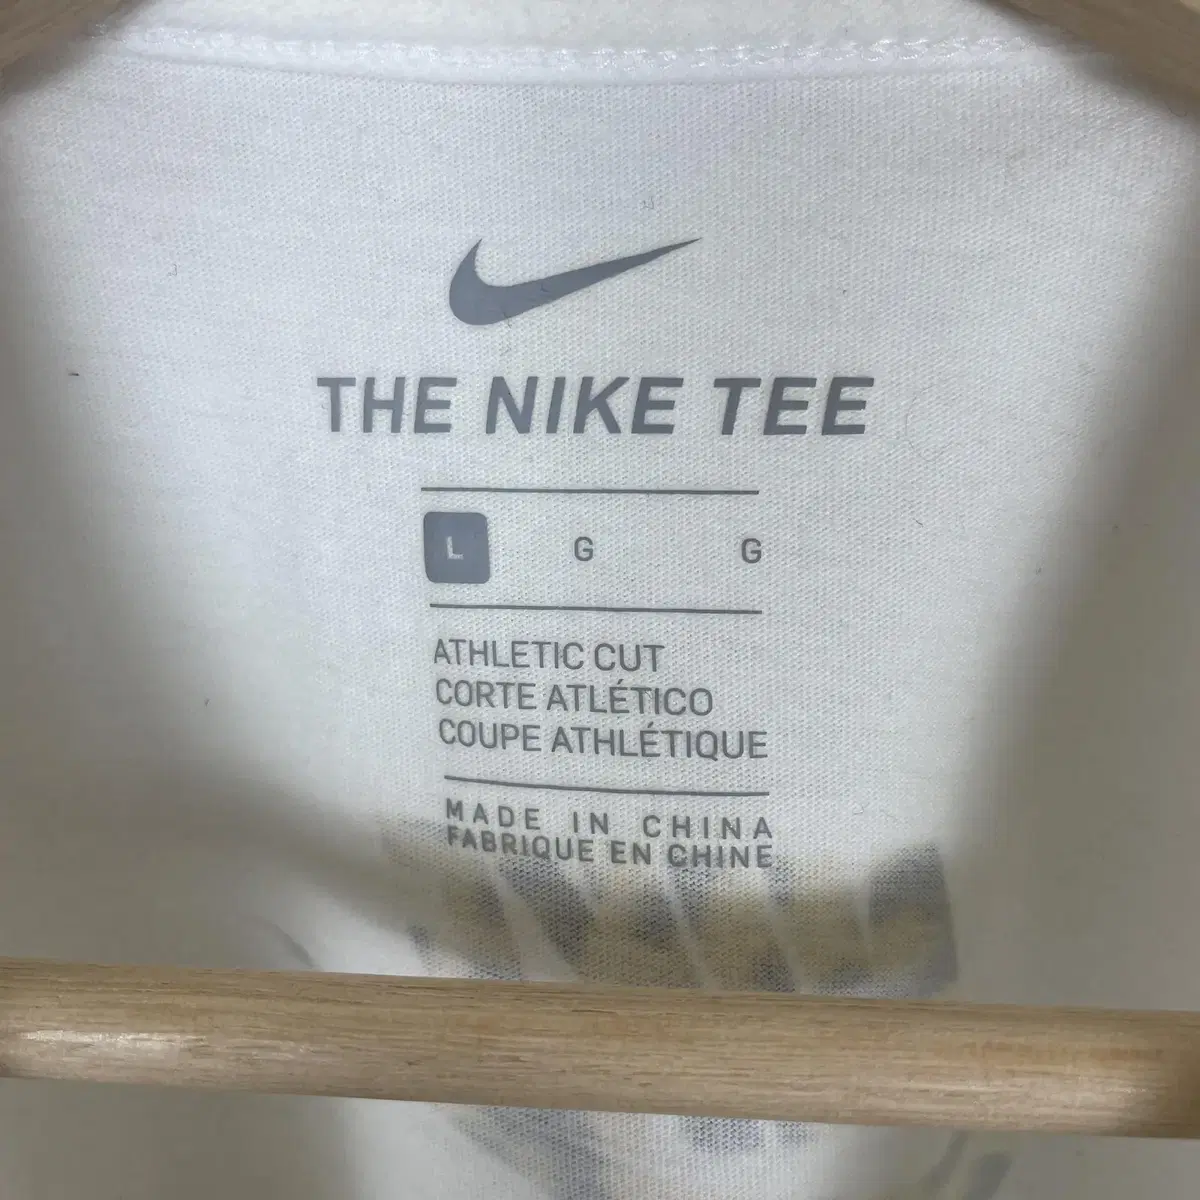 THE NIKE TEE
L G G
ATHLETIC CUT
CORTE ATLÉTICO
COUPE ATHLÉTIQUE
MADE IN CHINA
FABRIQUE EN CHINE